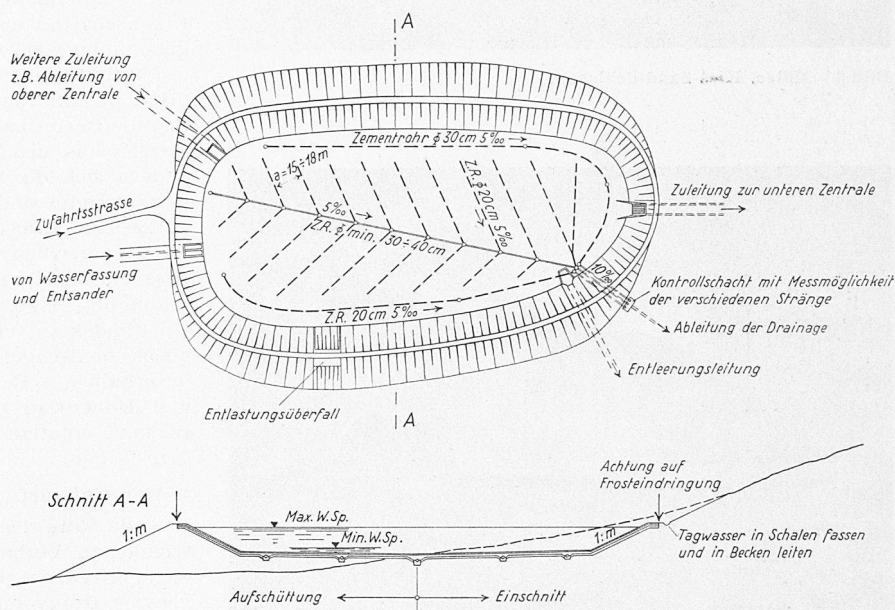 A
Weitere Zuleitung
z.B. Ableitung von
oberer Zentrale
Zementrohr ϕ 30cm 5‰
a=15÷18m
Z.R. ϕ 20cm 5‰
5‰
Z.R. ϕ min. 30÷40cm
Zufahrtsstrasse
von Wasserfassung
und Entsander
Zuleitung zur unteren Zentrale
10‰
Kontrollschacht mit Messmöglichkeit
der verschiedenen Stränge
Ableitung der Drainage
Z.R. 20cm 5‰
Entleerungsleitung
Entlastungsüberfall
A
Schnitt A-A
Achtung auf
Frosteindringung
Max. W.Sp.
1:m
Min. W.Sp.
1:m
Tagwasser in Schalen fassen
und in Becken leiten
Aufschüttung
Einschnitt